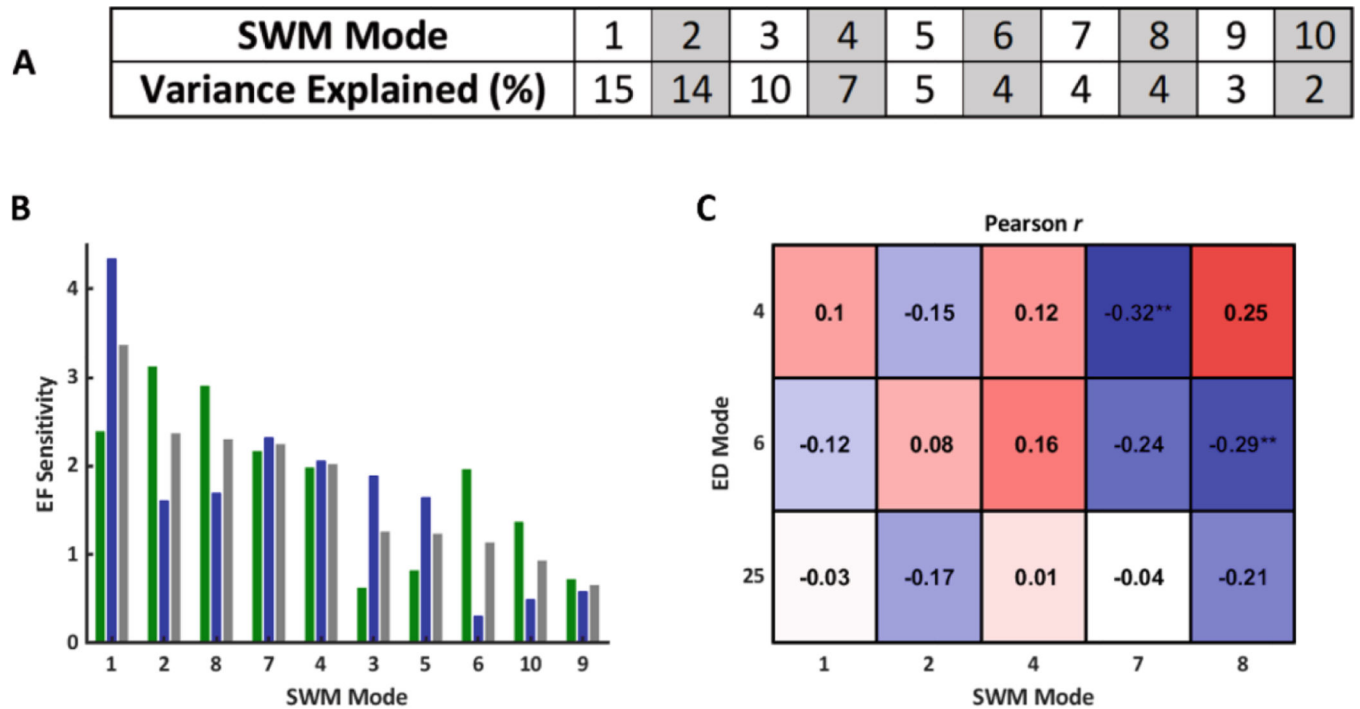 A
SWM Mode 1 2 3 4 5 6 7 8 9 10
Variance Explained (%) 15 14 10 7 5 4 4 4 3 2
B
EF Sensitivity
4
3
2
1
0
1 2 8 7 4 3 5 6 10 9
SWM Mode
C
Pearson r
ED Mode
4 0.1 -0.15 0.12 -0.32** 0.25
6 -0.12 0.08 0.16 -0.24 -0.29**
25 -0.03 -0.17 0.01 -0.04 -0.21
1 2 4 7 8
SWM Mode